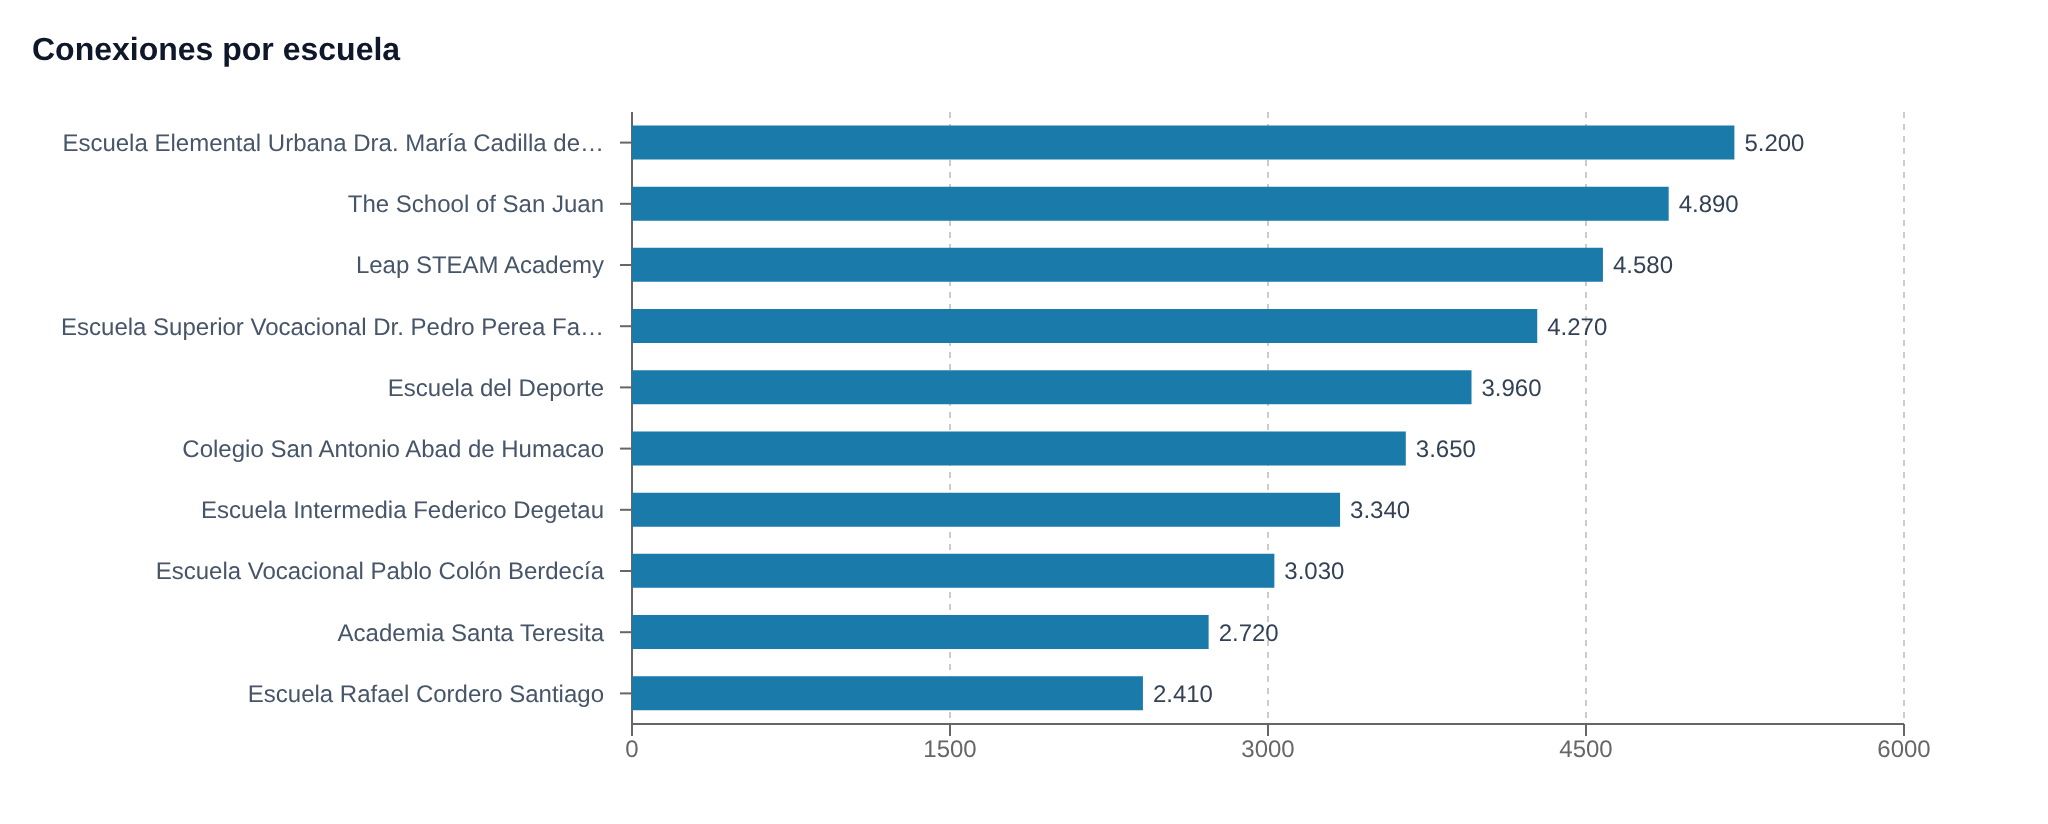 Conexiones por escuela
Escuela Elemental Urbana Dra. María Cadilla de… 5.200
The School of San Juan 4.890
Leap STEAM Academy 4.580
Escuela Superior Vocacional Dr. Pedro Perea Fa… 4.270
Escuela del Deporte 3.960
Colegio San Antonio Abad de Humacao 3.650
Escuela Intermedia Federico Degetau 3.340
Escuela Vocacional Pablo Colón Berdecía 3.030
Academia Santa Teresita 2.720
Escuela Rafael Cordero Santiago 2.410
0 1500 3000 4500 6000